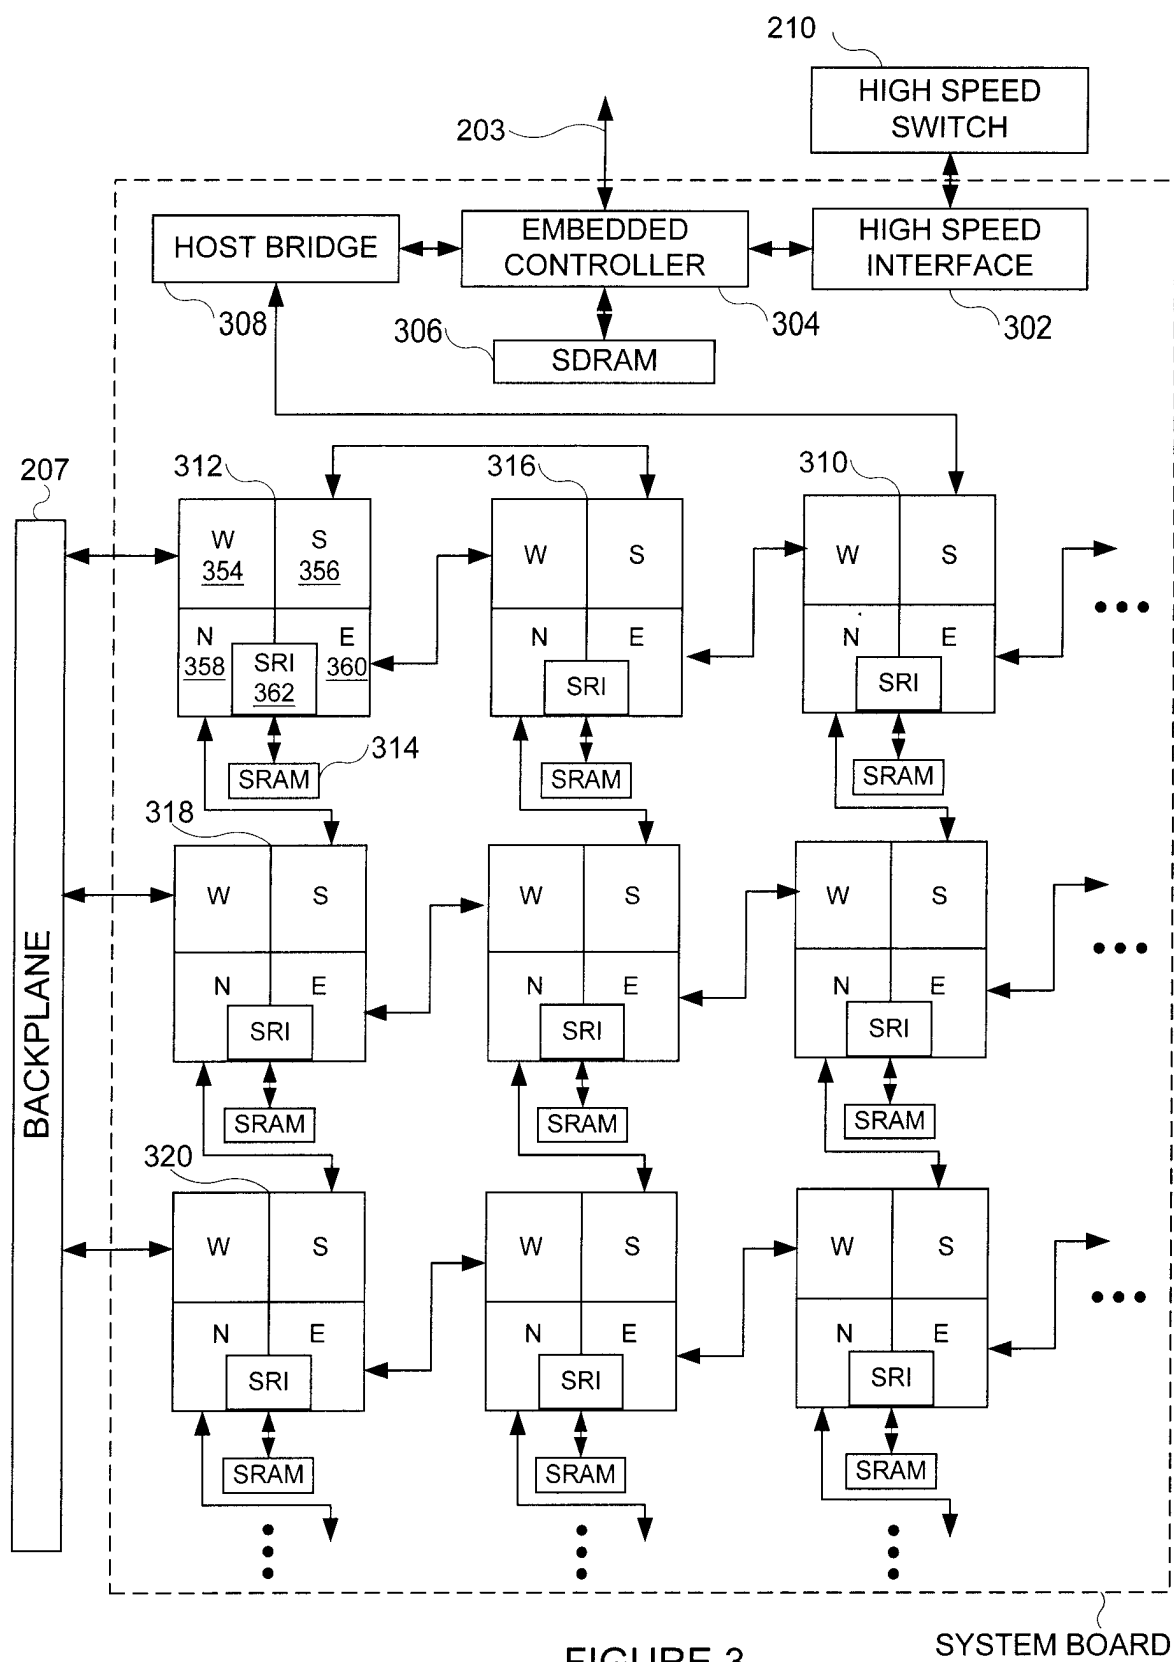 210
HIGH SPEED
SWITCH
203
HOST BRIDGE
EMBEDDED
CONTROLLER
HIGH SPEED
INTERFACE
308
306
304
302
SDRAM
207
312
316
310
W
354
S
356
W
S
W
S
N
358
E
360
SRI
362
N
E
SRI
N
E
SRI
SRAM
314
SRAM
SRAM
318
W
S
W
S
W
S
N
E
N
E
N
E
SRI
SRI
SRI
SRAM
SRAM
SRAM
BACKPLANE
320
W
S
W
S
W
S
N
E
N
E
N
E
SRI
SRI
SRI
SRAM
SRAM
SRAM
SYSTEM BOARD
FIGURE 3